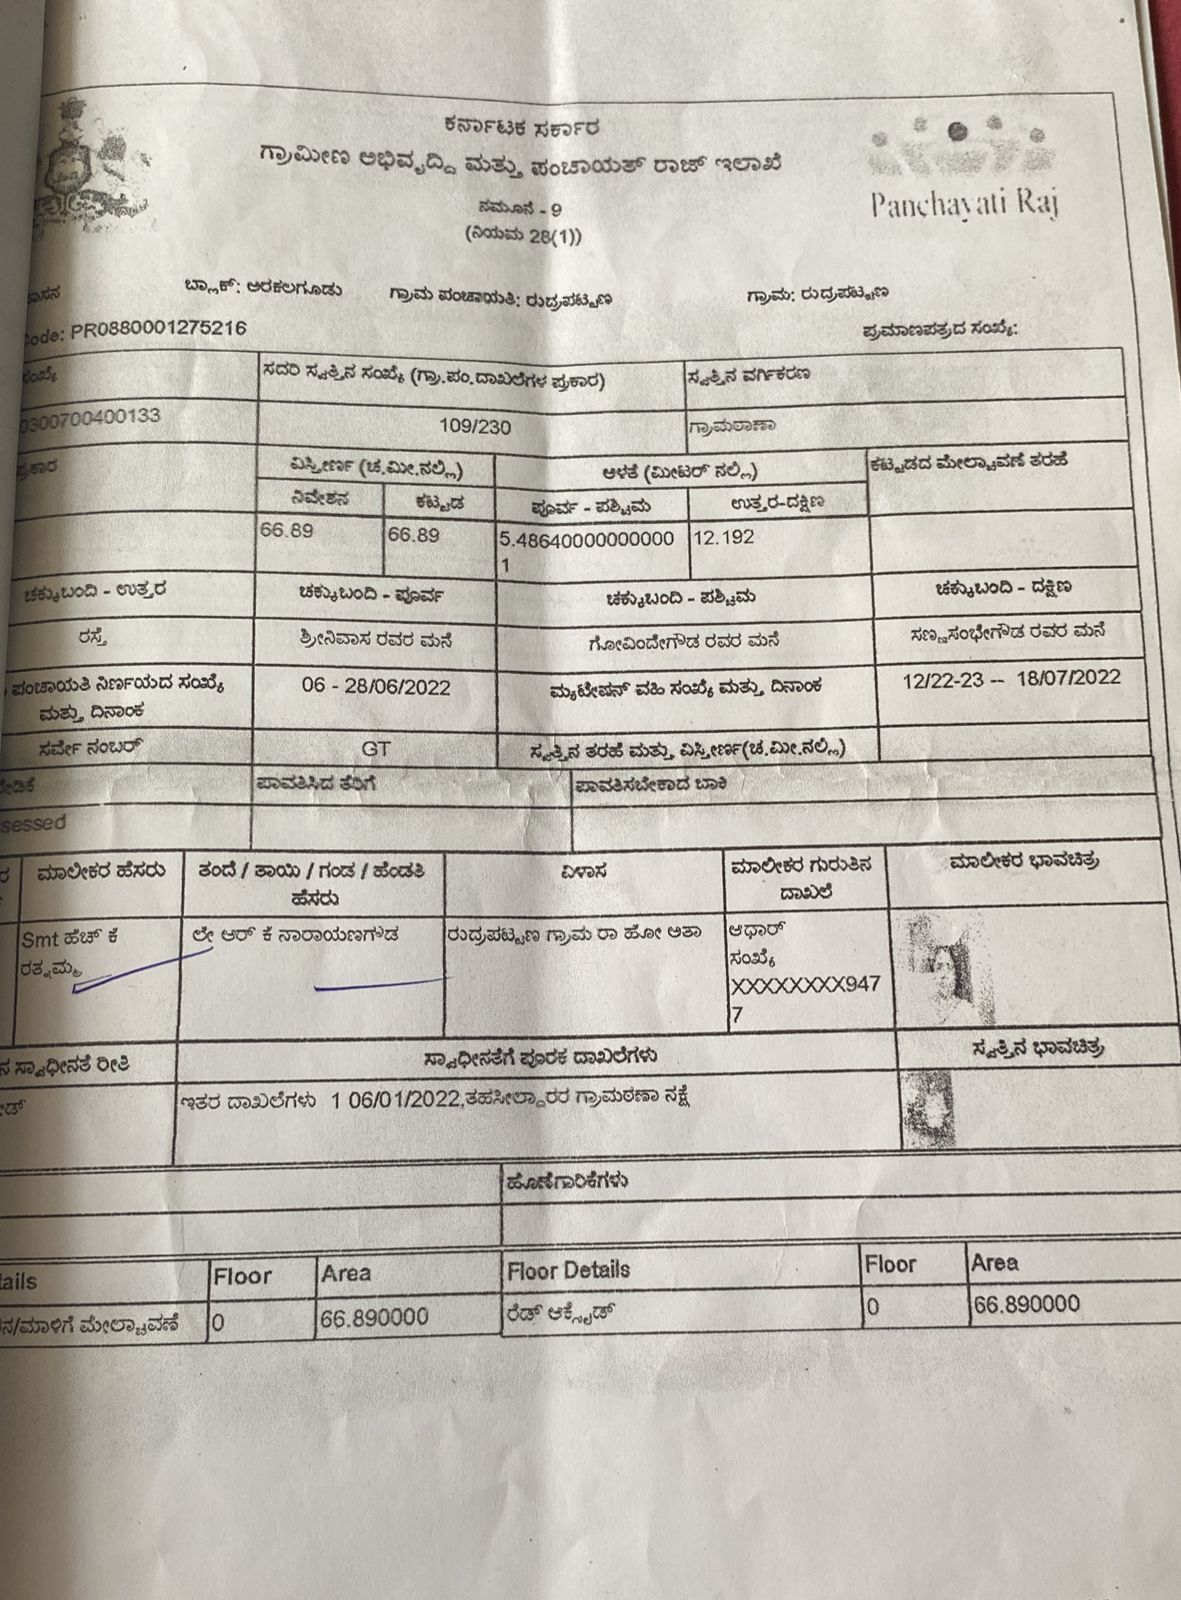 ಕರ್ನಾಟಕ ಸರ್ಕಾರ
ಗ್ರಾಮೀಣ ಅಭಿವೃದ್ದಿ ಮತ್ತು ಪಂಚಾಯತ್ ರಾಜ್ ಇಲಾಖೆ
Panchayati Raj
ನಮೂನೆ - 9
(ನಿಯಮ 28(1))
ಬ್ಲಾಕ್: ಅರಕಲಗೂಡು ಗ್ರಾಮ ಪಂಚಾಯತಿ: ರುದ್ರಪಟ್ಟಣ ಗ್ರಾಮ: ರುದ್ರಪಟ್ಟಣ
ode: PR0880001275216 ಪ್ರಮಾಣಪತ್ರದ ಸಂಖ್ಯೆ:
ಸಂಖ್ಯೆ ಸದರಿ ಸ್ವತ್ತಿನ ಸಂಖ್ಯೆ (ಗ್ರಾ.ಪಂ.ದಾಖಲೆಗಳ ಪ್ರಕಾರ) ಸ್ವತ್ತಿನ ವರ್ಗಿಕರಣ
0300700400133 109/230 ಗ್ರಾಮಠಾಣಾ
ಪ್ರಕಾರ ವಿಸ್ತೀರ್ಣ (ಚ.ಮೀ.ನಲ್ಲಿ) ಅಳತೆ (ಮೀಟರ್ ನಲ್ಲಿ) ಕಟ್ಟಡದ ಮೇಲ್ಚಾವಣೆ ತರಹೆ
ನಿವೇಶನ ಕಟ್ಟಡ ಪೂರ್ವ - ಪಶ್ಚಿಮ ಉತ್ತರ-ದಕ್ಷಿಣ
66.89 66.89 5.48640000000000 12.192
1
ಚಕ್ಕುಬಂದಿ - ಉತ್ತರ ಚಕ್ಕುಬಂದಿ - ಪೂರ್ವ ಚಕ್ಕುಬಂದಿ - ಪಶ್ಚಿಮ ಚಕ್ಕುಬಂದಿ - ದಕ್ಷಿಣ
ರಸ್ತೆ ಶ್ರೀನಿವಾಸ ರವರ ಮನೆ ಗೋವಿಂದೇಗೌಡ ರವರ ಮನೆ ಸಣ್ಣಸಂಭೇಗೌಡ ರವರ ಮನೆ
ಪಂಚಾಯತಿ ನಿರ್ಣಯದ ಸಂಖ್ಯೆ 06 - 28/06/2022 ಮ್ಯುಟೇಷನ್ ವಹಿ ಸಂಖ್ಯೆ ಮತ್ತು ದಿನಾಂಕ 12/22-23 -- 18/07/2022
ಮತ್ತು ದಿನಾಂಕ
ಸರ್ವೇ ನಂಬರ್ GT ಸ್ವತ್ತಿನ ತರಹೆ ಮತ್ತು ವಿಸ್ತೀರ್ಣ(ಚ.ಮೀ.ನಲ್ಲಿ)
ಪಾವತಿಸಿದ ತೆರಿಗೆ ಪಾವತಿಸಬೇಕಾದ ಬಾಕಿ
sessed
ಮಾಲೀಕರ ಹೆಸರು ತಂದೆ / ತಾಯಿ / ಗಂಡ / ಹೆಂಡತಿ ವಿಳಾಸ ಮಾಲೀಕರ ಗುರುತಿನ ಮಾಲೀಕರ ಭಾವಚಿತ್ರ
ಹೆಸರು ದಾಖಲೆ
Smt ಹೆಚ್ ಕೆ ಲೇ ಆರ್ ಕೆ ನಾರಾಯಣಗೌಡ ರುದ್ರಪಟ್ಟಣ ಗ್ರಾಮ ರಾ ಹೋ ಅತಾ ಆಧಾರ್
ರತ್ನಮ್ಮ ಸಂಖ್ಯೆ
XXXXXXXX947
7
ನ ಸ್ವಾಧೀನತೆ ರೀತಿ ಸ್ವಾಧೀನತೆಗೆ ಪೂರಕ ದಾಖಲೆಗಳು ಸ್ವತ್ತಿನ ಭಾವಚಿತ್ರ
ಇತರ ದಾಖಲೆಗಳು 1 06/01/2022,ತಹಸೀಲ್ದಾರರ ಗ್ರಾಮಠಣಾ ನಕ್ಷೆ
ಹೊಣೆಗಾರಿಕೆಗಳು
ails Floor Area Floor Details Floor Area
ನ/ಮಾಳಿಗೆ ಮೇಲ್ಚಾವಣೆ 0 66.890000 ರೆಡ್ ಆಕ್ಸೈಡ್ 0 66.890000